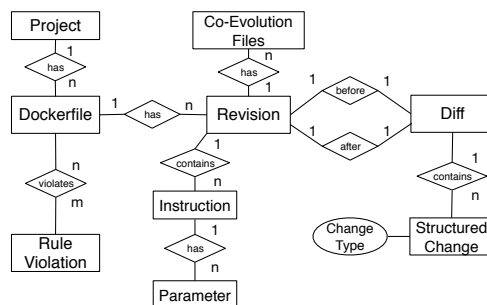 Project
Co-Evolution
Files
1
has
n
n
has
1
Dockerfile
1
has
n
Revision
1
before
1
1
after
1
Diff
n
violates
m
1
contains
n
1
contains
n
Rule
Violation
Instruction
Change
Type
Structured
Change
1
has
n
Parameter